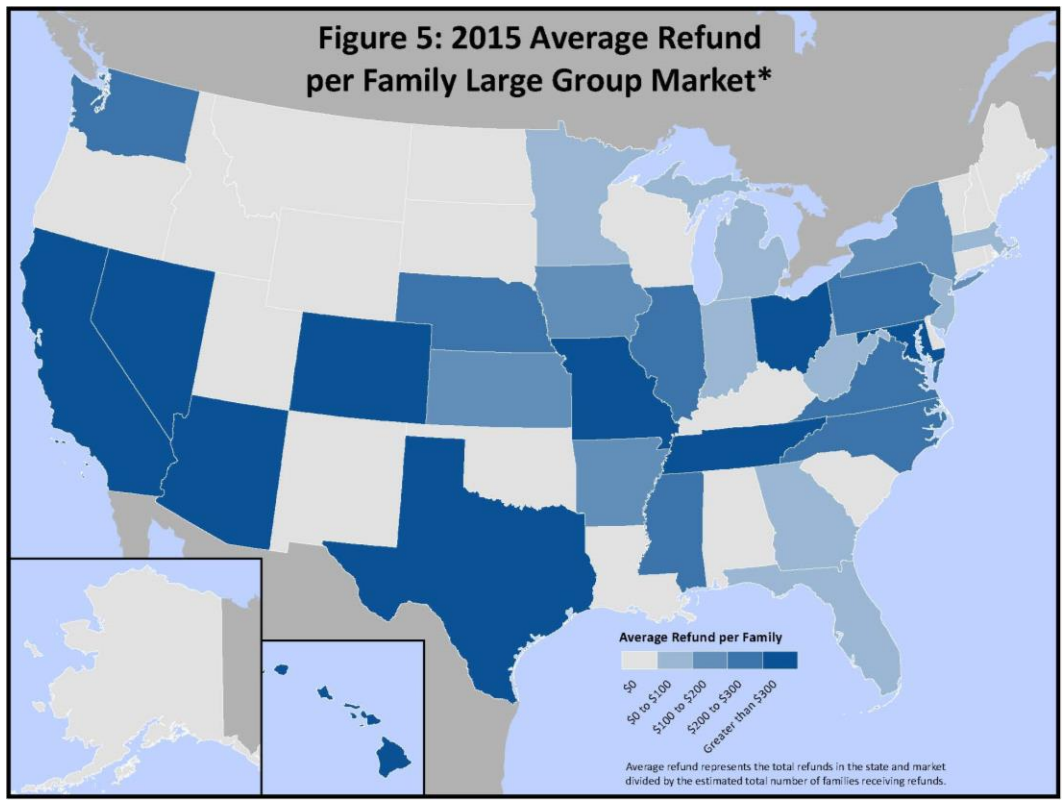 Figure 5: 2015 Average Refund
per Family Large Group Market*
Average Refund per Family
$0
$0 to $100
$100 to $200
$200 to $300
Greater than $300
Average refund represents the total refunds in the state and market
divided by the estimated total number of families receiving refunds.